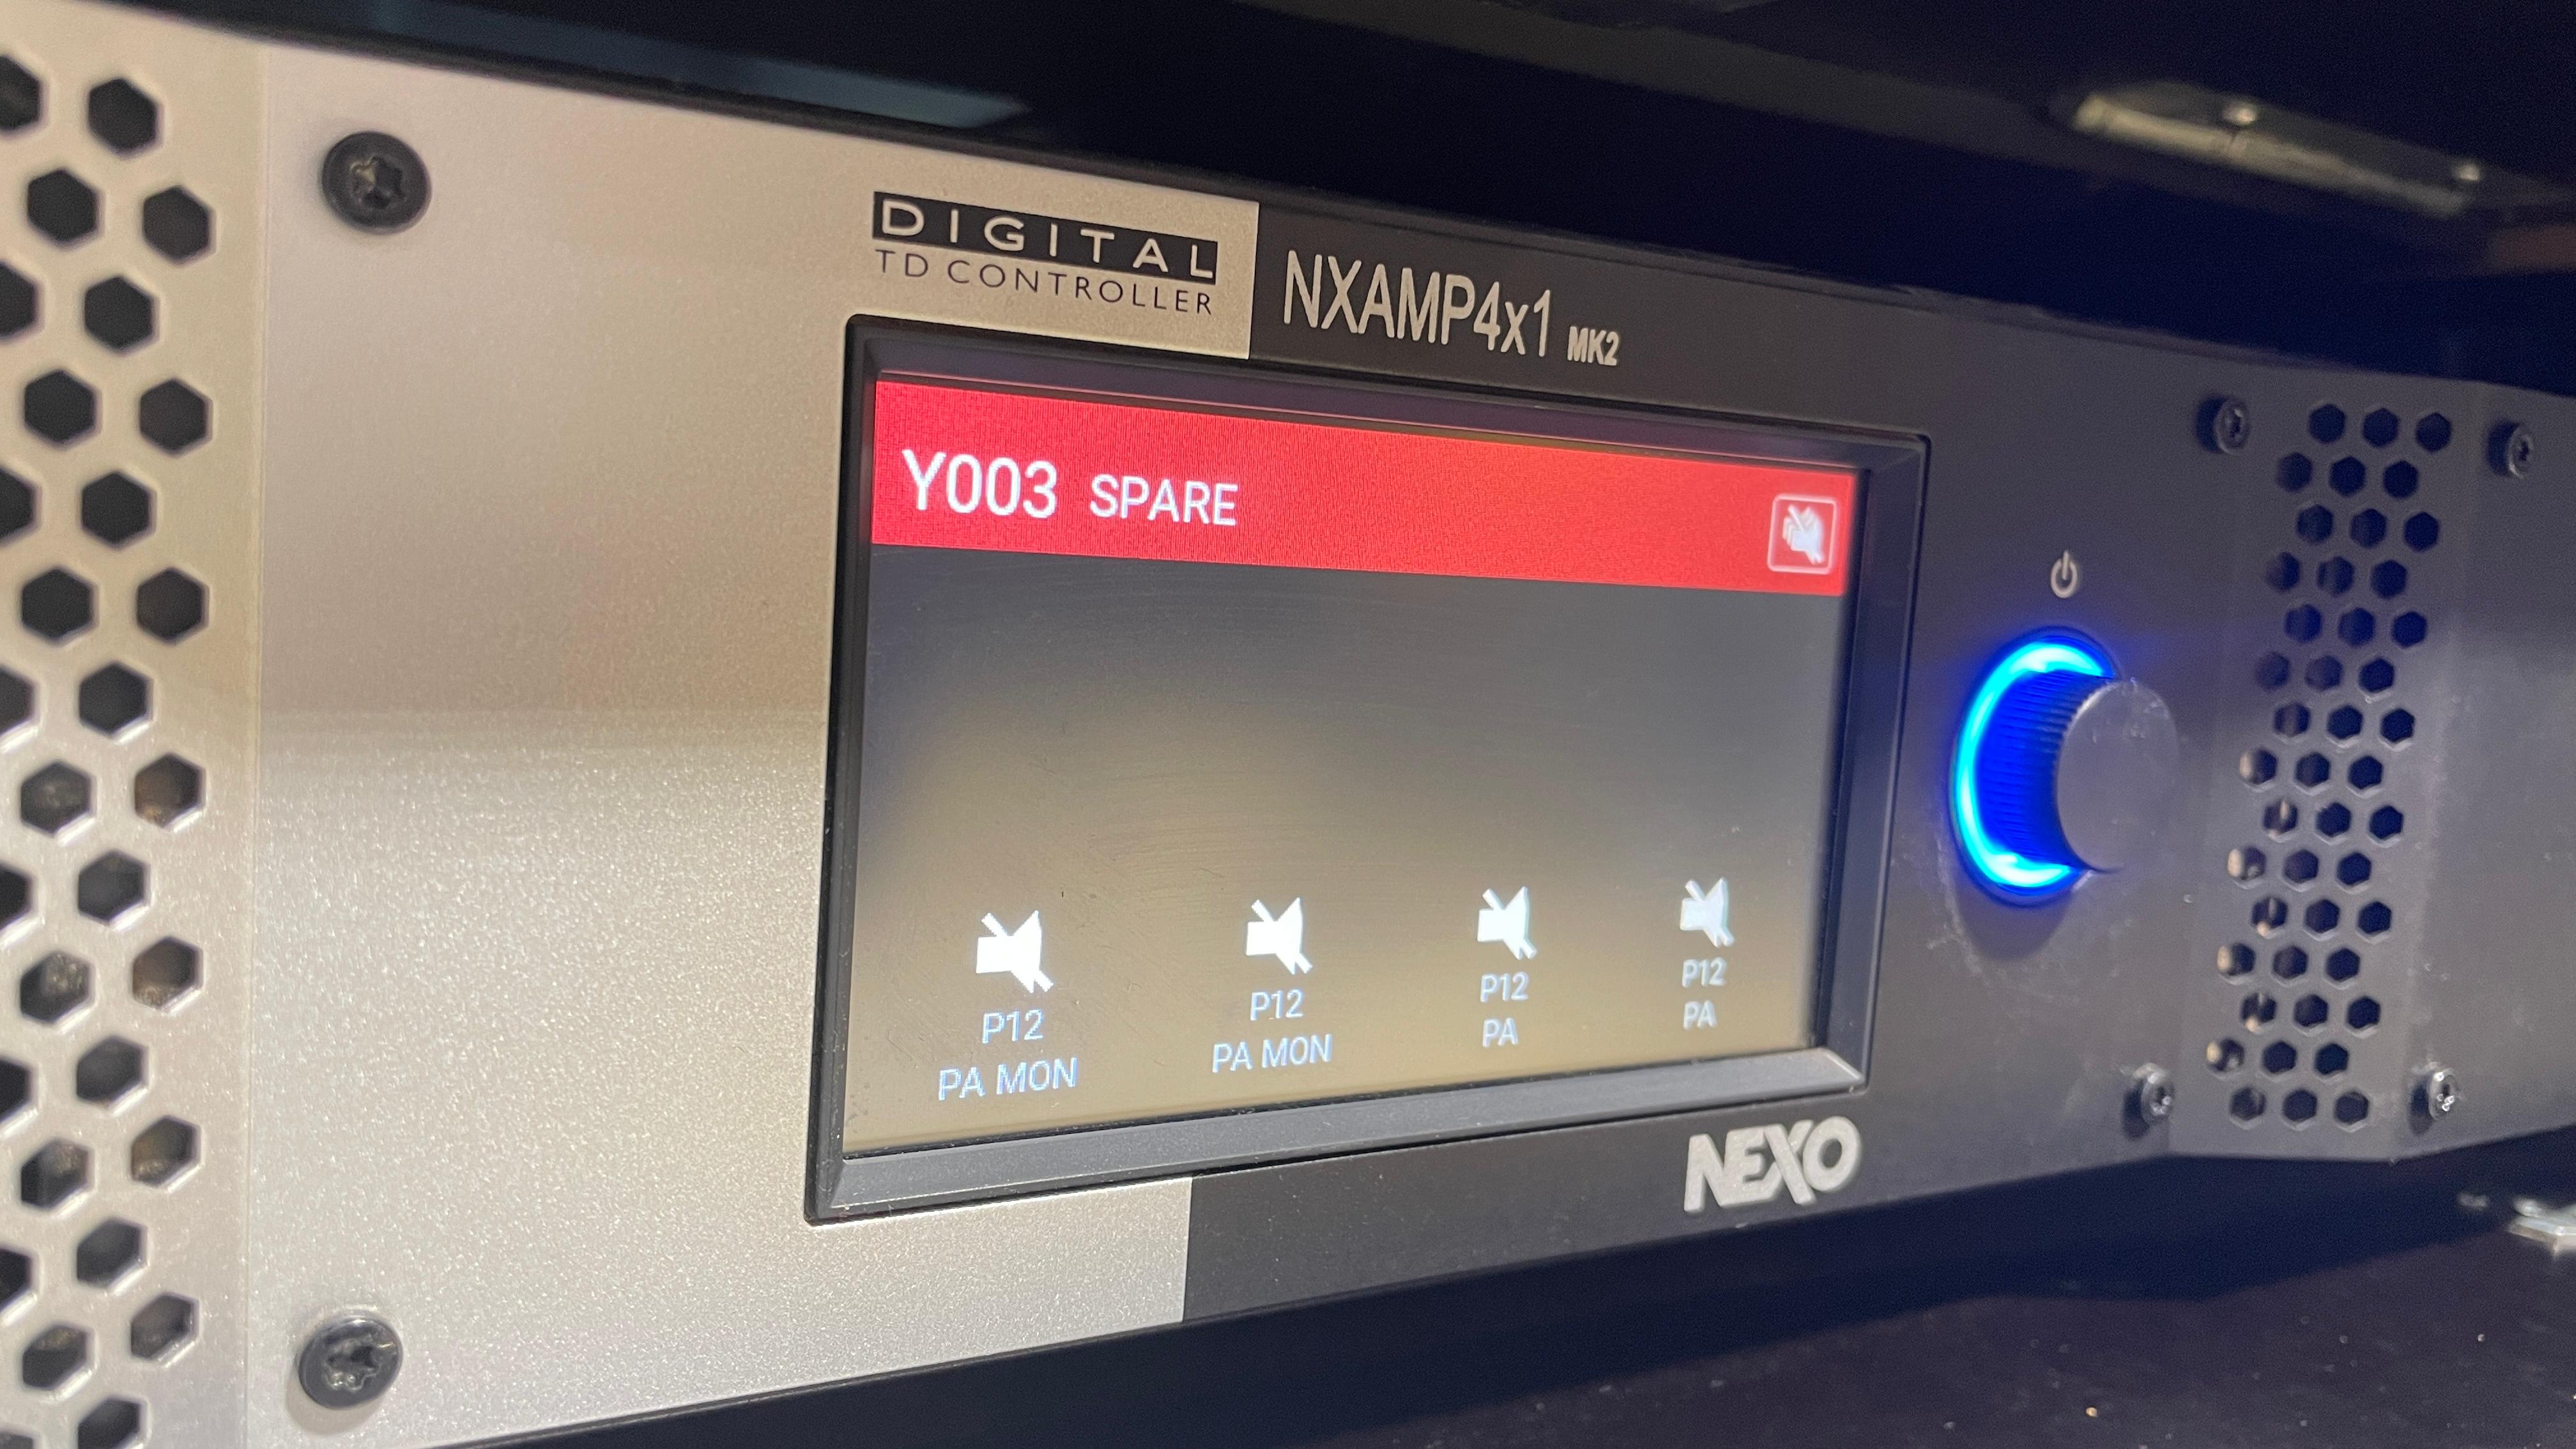 DIGITAL
TD CONTROLLER
NXAMP4x1 MK2
Y003 SPARE
P12 P12 P12 P12
PA MON PA MON PA PA
NEXO